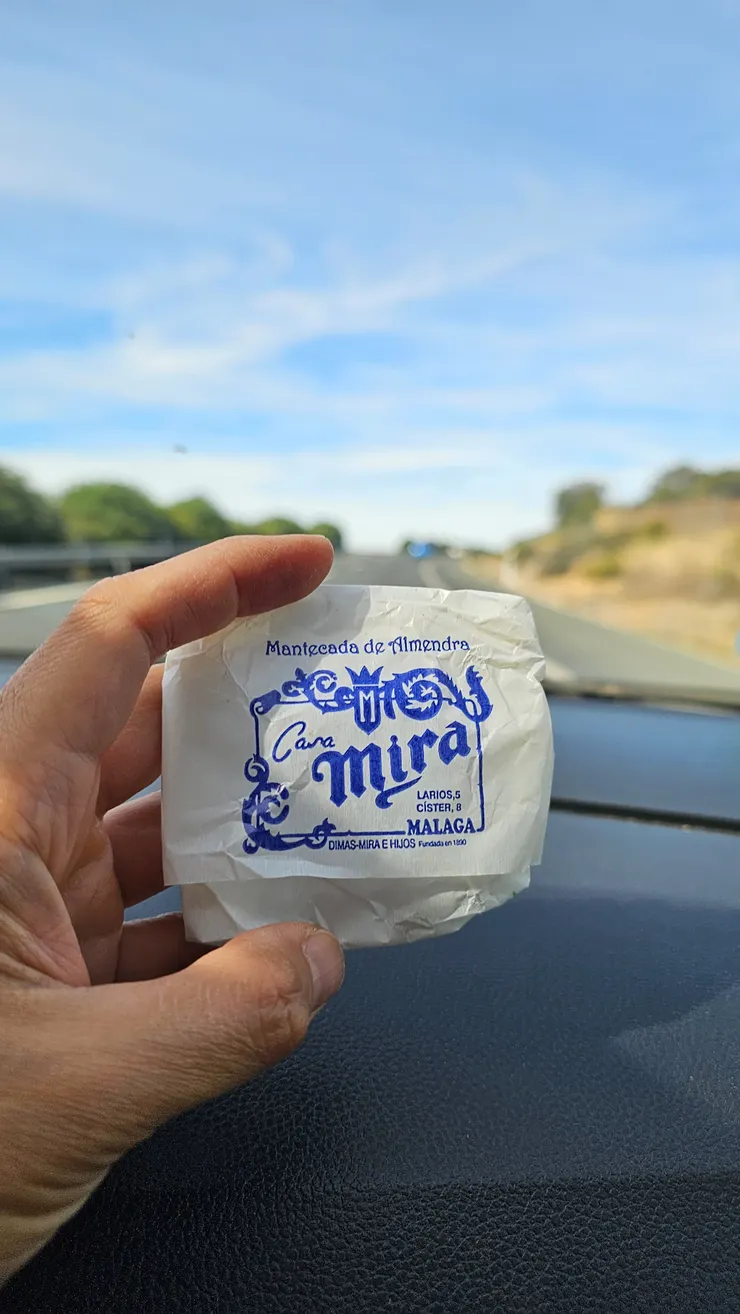 Mantecada de Almendra
M
Casa
Mira
LARIOS,5
CÍSTER, 8
MALAGA
DIMAS-MIRA E HIJOS Fundada en 1890